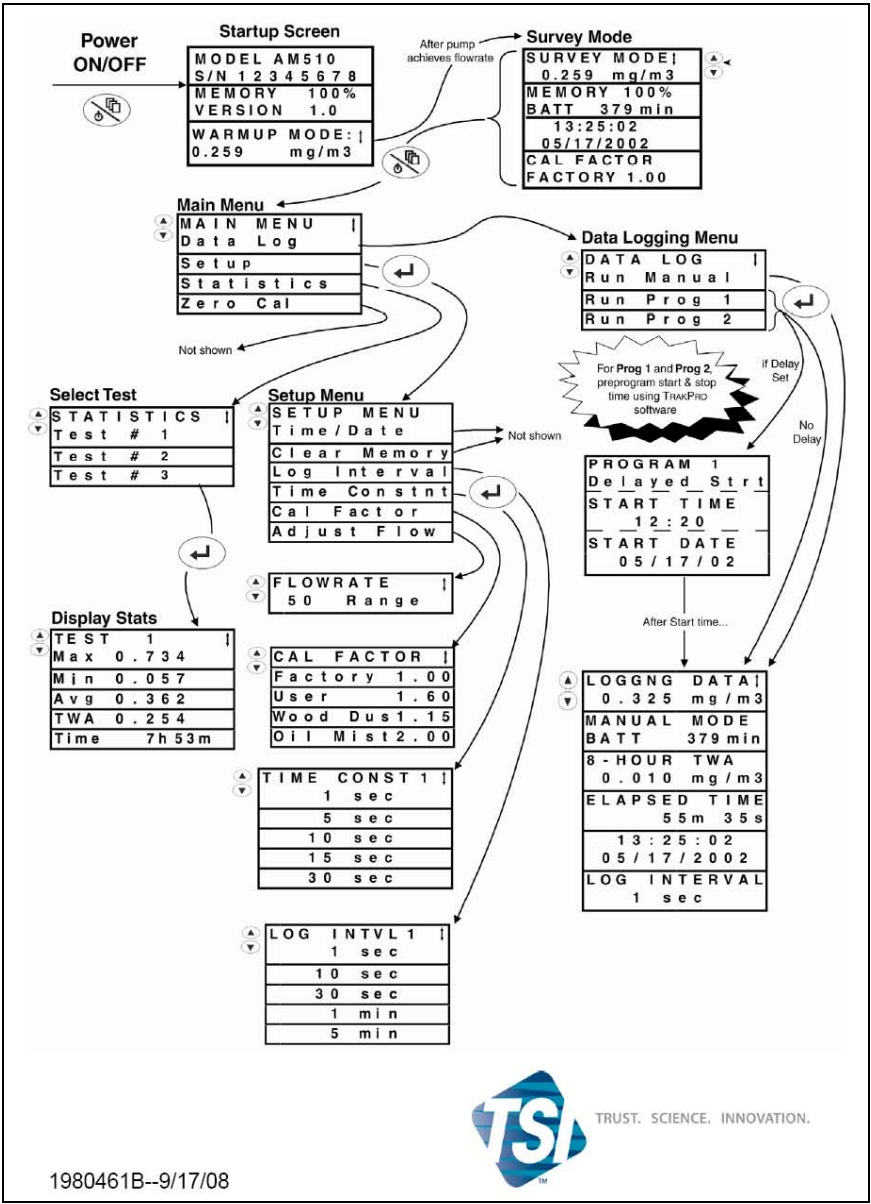 Power
ON/OFF
Startup Screen
MODEL AM510
S/N 12345678
MEMORY 100%
VERSION 1.0
WARMUP MODE:
0.259 mg/m3
After pump
achieves flowrate
Survey Mode
SURVEY MODE
0.259 mg/m3
MEMORY 100%
BATT 379 min
13:25:02
05/17/2002
CAL FACTOR
FACTORY 1.00
Main Menu
MAIN MENU
Data Log
Setup
Statistics
Zero Cal
Not shown
Data Logging Menu
DATA LOG
Run Manual
Run Prog 1
Run Prog 2
For Prog 1 and Prog 2,
preprogram start & stop
time using TRAKPRO
software
if Delay
Set
No
Delay
Select Test
STATISTICS
Test # 1
Test # 2
Test # 3
Setup Menu
SETUP MENU
Time/Date
Clear Memory
Log Interval
Time Constnt
Cal Factor
Adjust Flow
Not shown
PROGRAM 1
Delayed Strt
START TIME
12:20
START DATE
05/17/02
FLOWRATE
50 Range
After Start time...
Display Stats
TEST 1
Max 0.734
Min 0.057
Avg 0.362
TWA 0.254
Time 7h53m
CAL FACTOR
Factory 1.00
User 1.60
Wood Dus1.15
Oil Mist2.00
LOGGNG DATA
0.325 mg/m3
MANUAL MODE
BATT 379 min
8-HOUR TWA
0.010 mg/m3
ELAPSED TIME
55m 35s
13:25:02
05/17/2002
LOG INTERVAL
1 sec
TIME CONST 1
1 sec
5 sec
10 sec
15 sec
30 sec
LOG INTVL1
1 sec
10 sec
30 sec
1 min
5 min
TSI
TM
TRUST. SCIENCE. INNOVATION.
1980461B--9/17/08